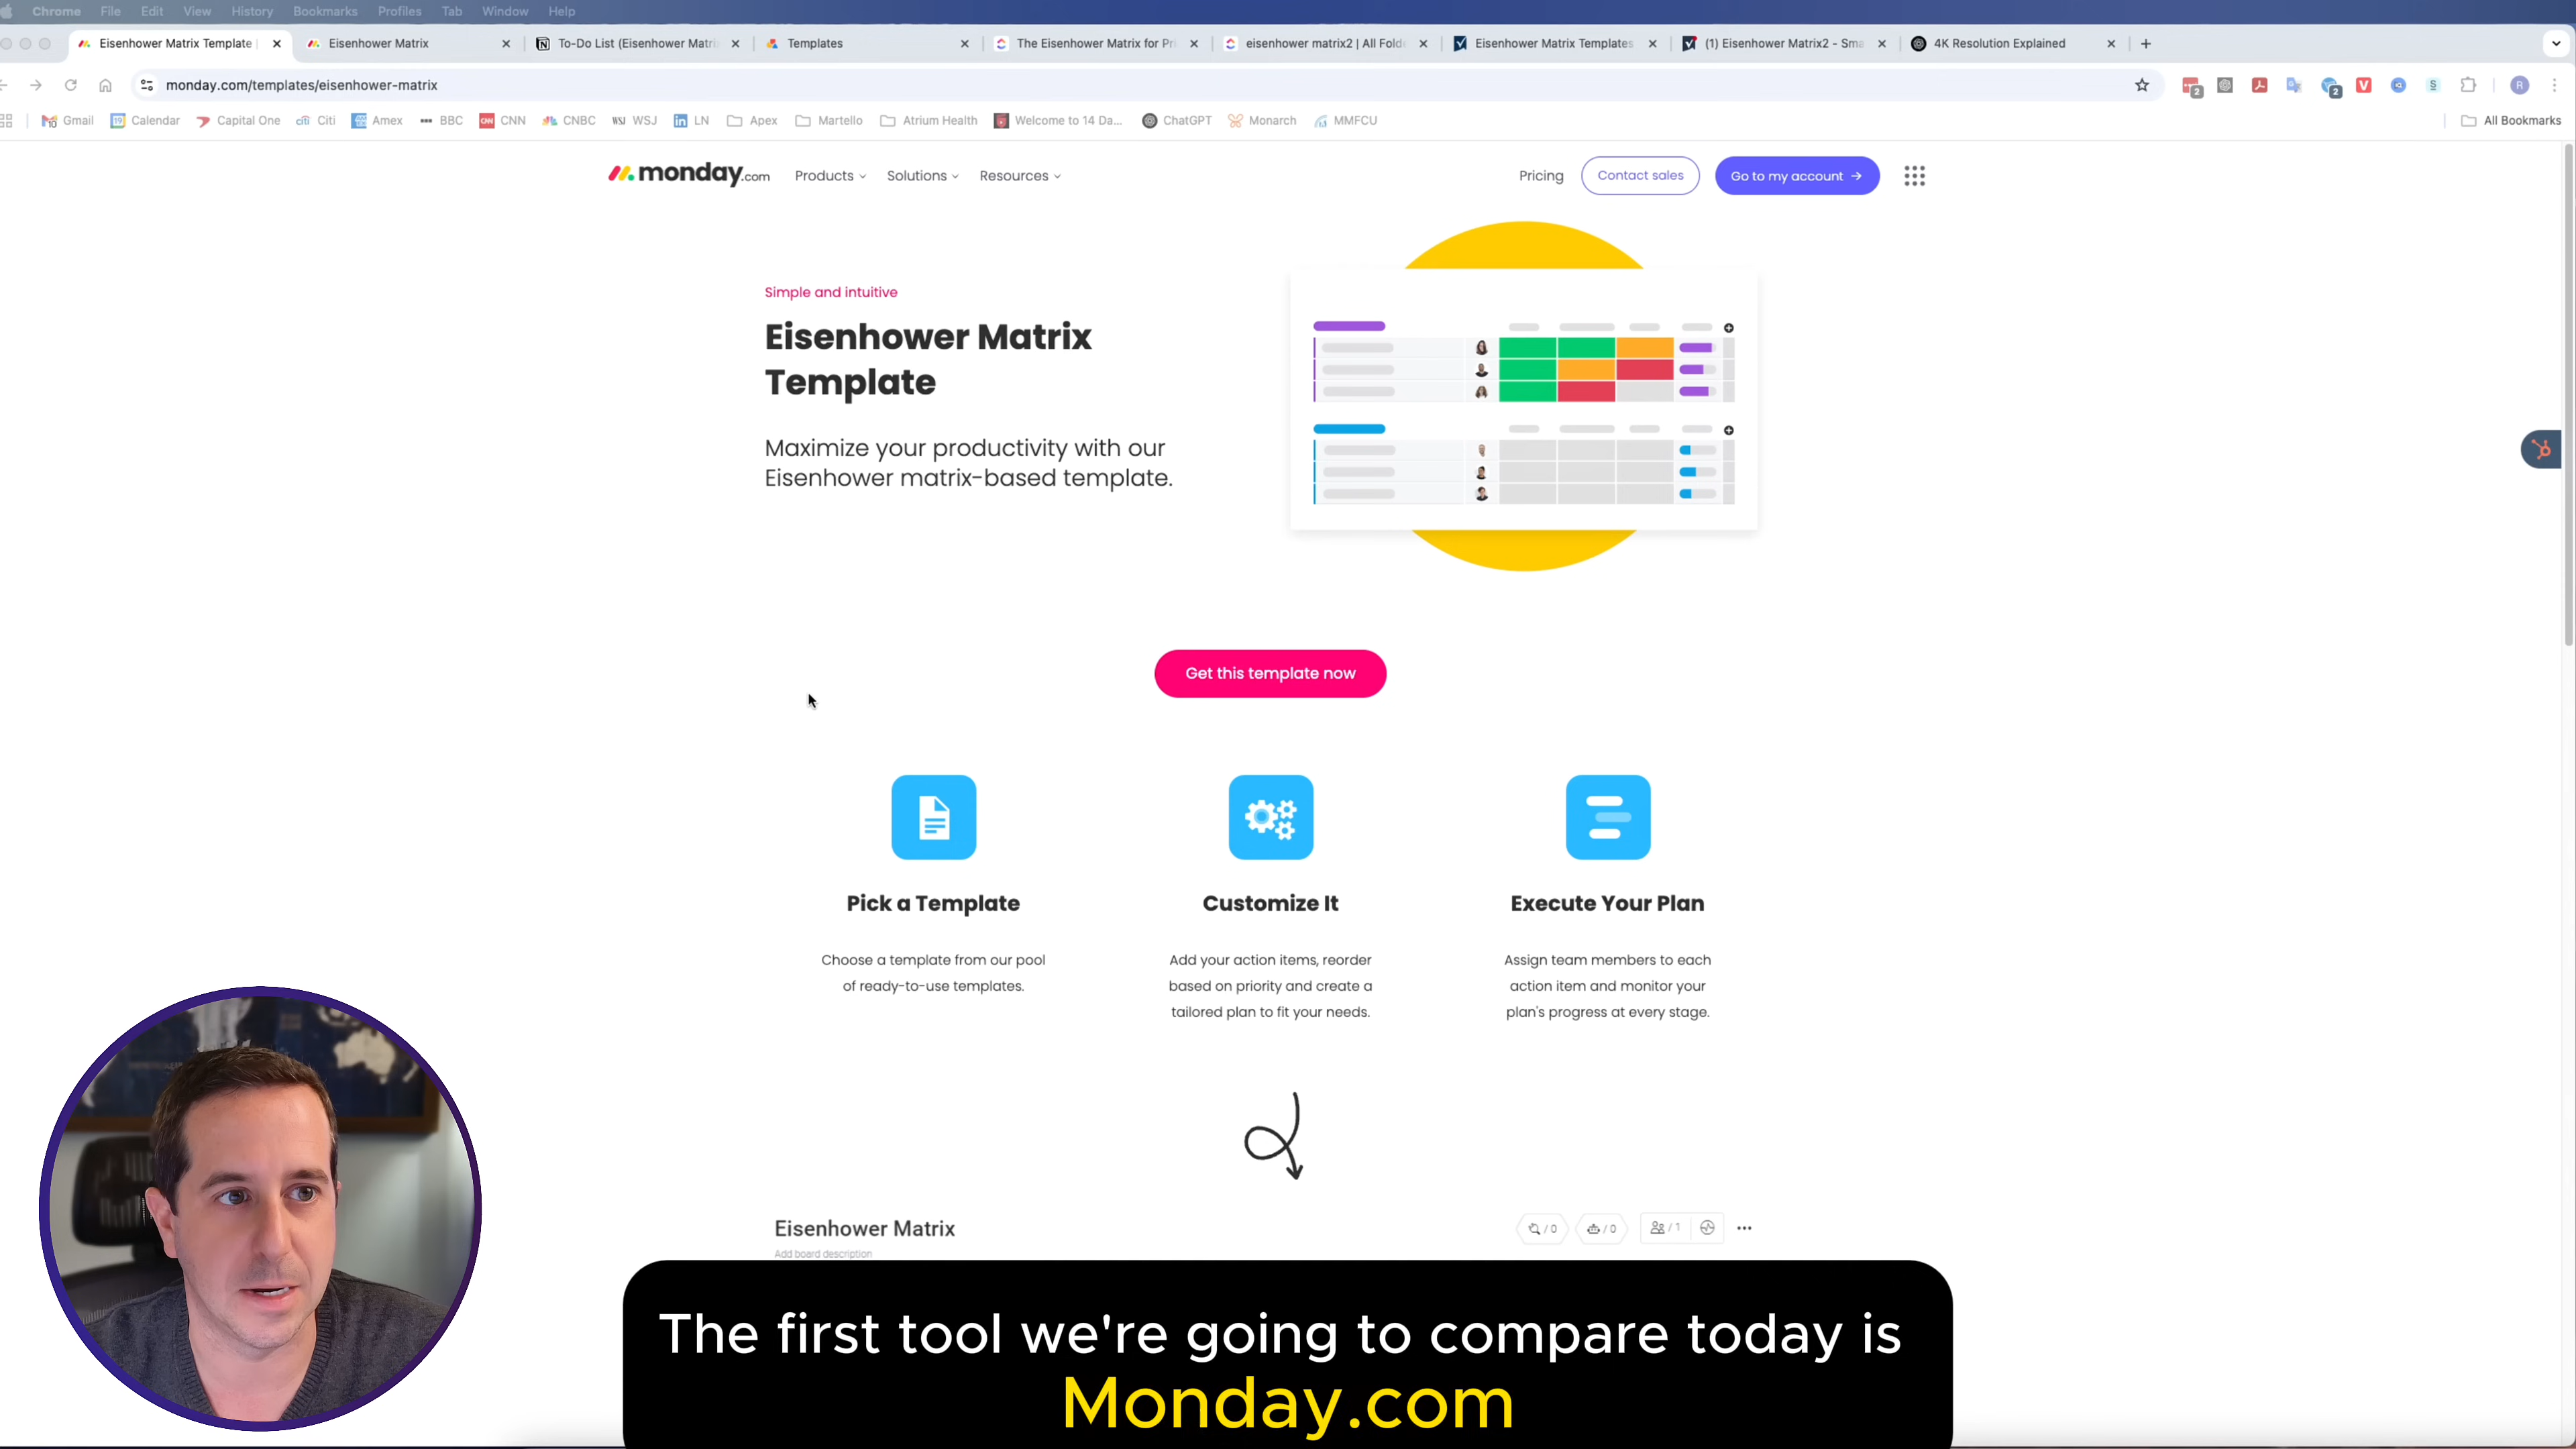 Chrome File Edit View History Bookmarks Profiles Tab Window Help
Eisenhower Matrix Template | Eisenhower Matrix To-Do List (Eisenhower Matri Templates The Eisenhower Matrix for Pri eisenhower matrix2 | All Fold Eisenhower Matrix Templates (1) Eisenhower Matrix2 - Sma 4K Resolution Explained
monday.com/templates/eisenhower-matrix
Gmail Calendar Capital One citi Citi Amex BBC CNN CNBC WSJ WSJ LN Apex Martello Atrium Health Welcome to 14 Da... ChatGPT Monarch MMFCU All Bookmarks
monday.com Products Solutions Resources Pricing Contact sales Go to my account
Simple and intuitive
Eisenhower Matrix
Template
Maximize your productivity with our
Eisenhower matrix-based template.
Get this template now
Pick a Template Customize It Execute Your Plan
Choose a template from our pool Add your action items, reorder Assign team members to each
of ready-to-use templates. based on priority and create a action item and monitor your
tailored plan to fit your needs. plan's progress at every stage.
Eisenhower Matrix / 0 / 0 / 1
Add board description
The first tool we're going to compare today is
Monday.com